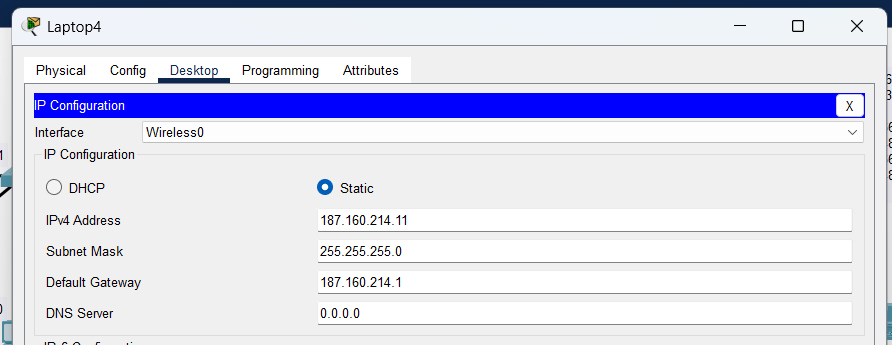 Laptop4
Physical Config Desktop Programming Attributes
IP Configuration X
Interface Wireless0
IP Configuration
DHCP Static
IPv4 Address 187.160.214.11
Subnet Mask 255.255.255.0
Default Gateway 187.160.214.1
DNS Server 0.0.0.0